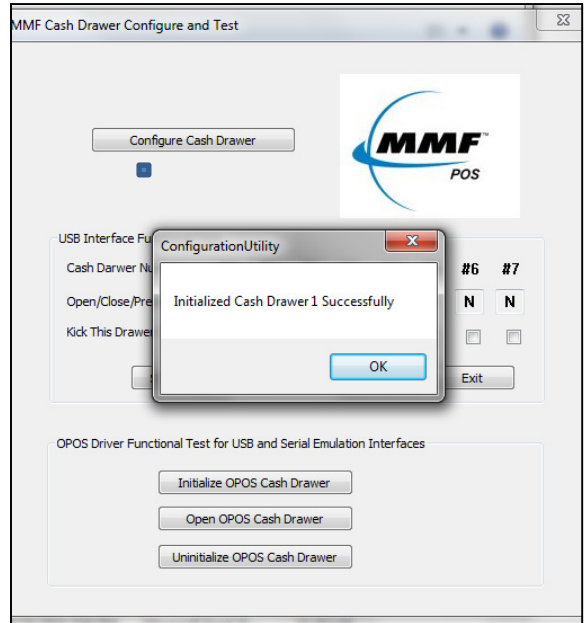 MMF Cash Drawer Configure and Test
Configure Cash Drawer
MMF™
POS
USB Interface Fu
ConfigurationUtility
Cash Darwer Nu
#6 #7
Initialized Cash Drawer 1 Successfully
Open/Close/Pre
N N
Kick This Drawer
OK
Exit
OPOS Driver Functional Test for USB and Serial Emulation Interfaces
Initialize OPOS Cash Drawer
Open OPOS Cash Drawer
Uninitialize OPOS Cash Drawer